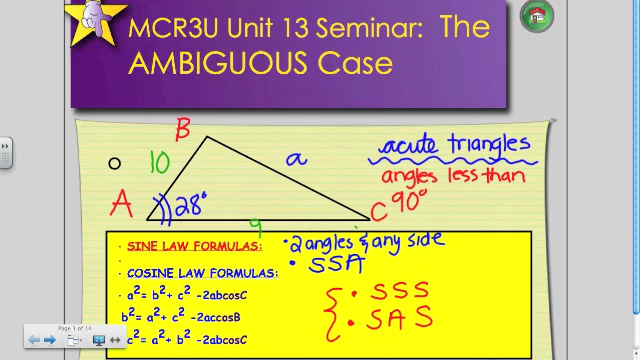 MCR3U Unit 13 Seminar: The
AMBIGUOUS Case
B
acute triangles
10
a
angles less than
A
28°
C
90°
9
· SINE LAW FORMULAS:
· 2 angles & any side
·
· SSA
· COSINE LAW FORMULAS:
· a²= b²+ c² -2abcosC
{ · SSS
b²= a²+ c² -2accosB
· SAS
c²= a²+ b² -2abcosC
Page 1 of 14